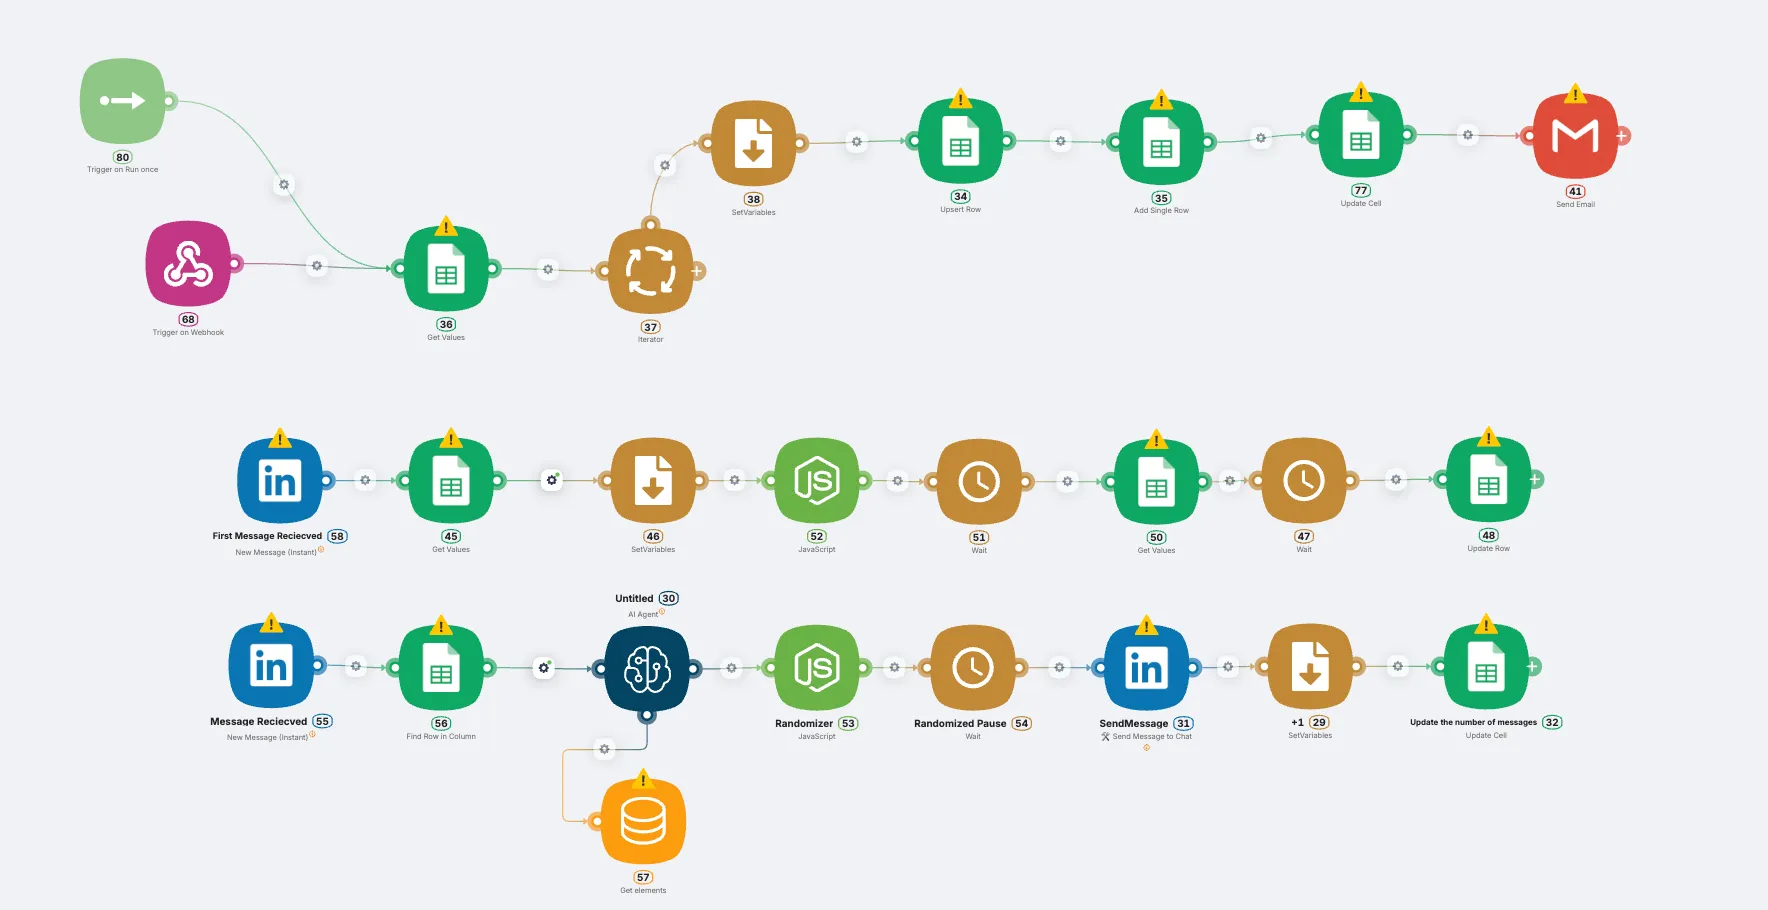 80
Trigger on Run once
68
Trigger on Webhook
36
Get Values
37
Iterator
38
SetVariables
34
Upsert Row
35
Add Single Row
77
Update Cell
41
Send Email
in
First Message Reciecved 58
New Message (Instant)
45
Get Values
46
SetVariables
JS
52
JavaScript
51
Wait
50
Get Values
47
Wait
48
Update Row
in
Message Reciecved 55
New Message (Instant)
56
Find Row in Column
Untitled 30
AI Agent
57
Get elements
JS
Randomizer 53
JavaScript
Randomized Pause 54
Wait
in
SendMessage 31
Send Message to Chat
+1 29
SetVariables
Update the number of messages 32
Update Cell